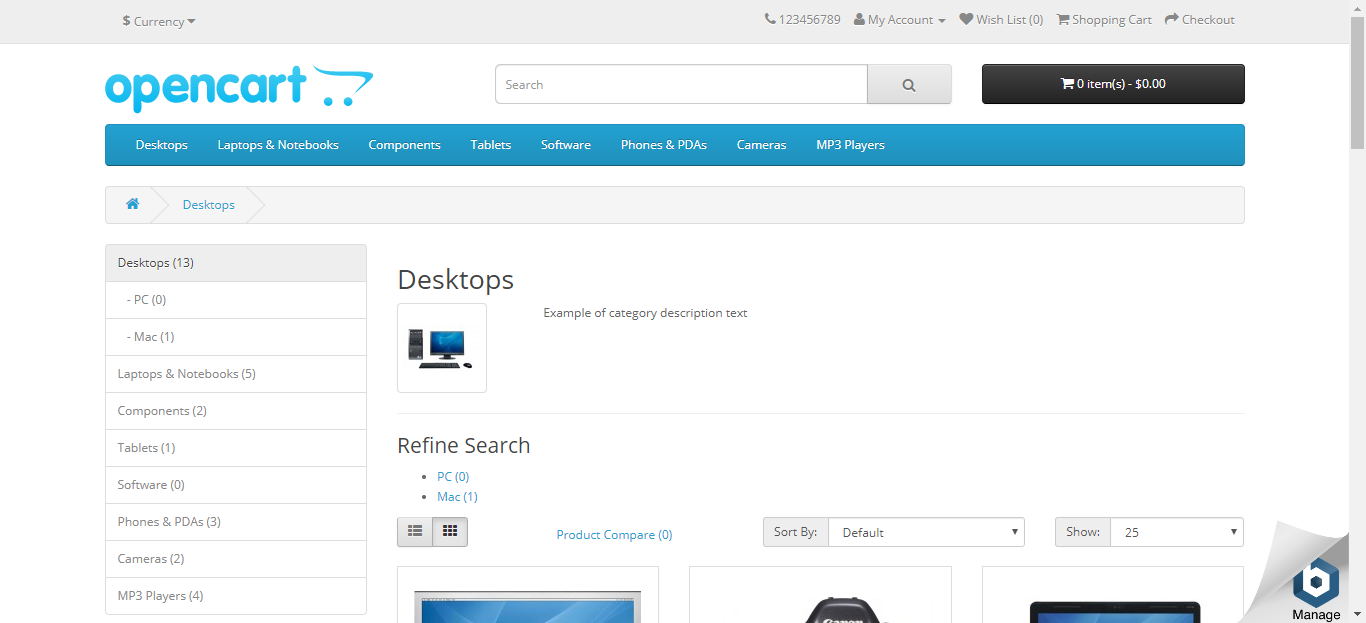 $ Currency
123456789 My Account Wish List (0) Shopping Cart Checkout
opencart
Search
0 item(s) - $0.00
Desktops Laptops & Notebooks Components Tablets Software Phones & PDAs Cameras MP3 Players
Desktops
Desktops (13)
- PC (0)
- Mac (1)
Laptops & Notebooks (5)
Components (2)
Tablets (1)
Software (0)
Phones & PDAs (3)
Cameras (2)
MP3 Players (4)
Desktops
Example of category description text
Refine Search
PC (0)
Mac (1)
Product Compare (0)
Sort By: Default
Show: 25
Canon
b
Manage